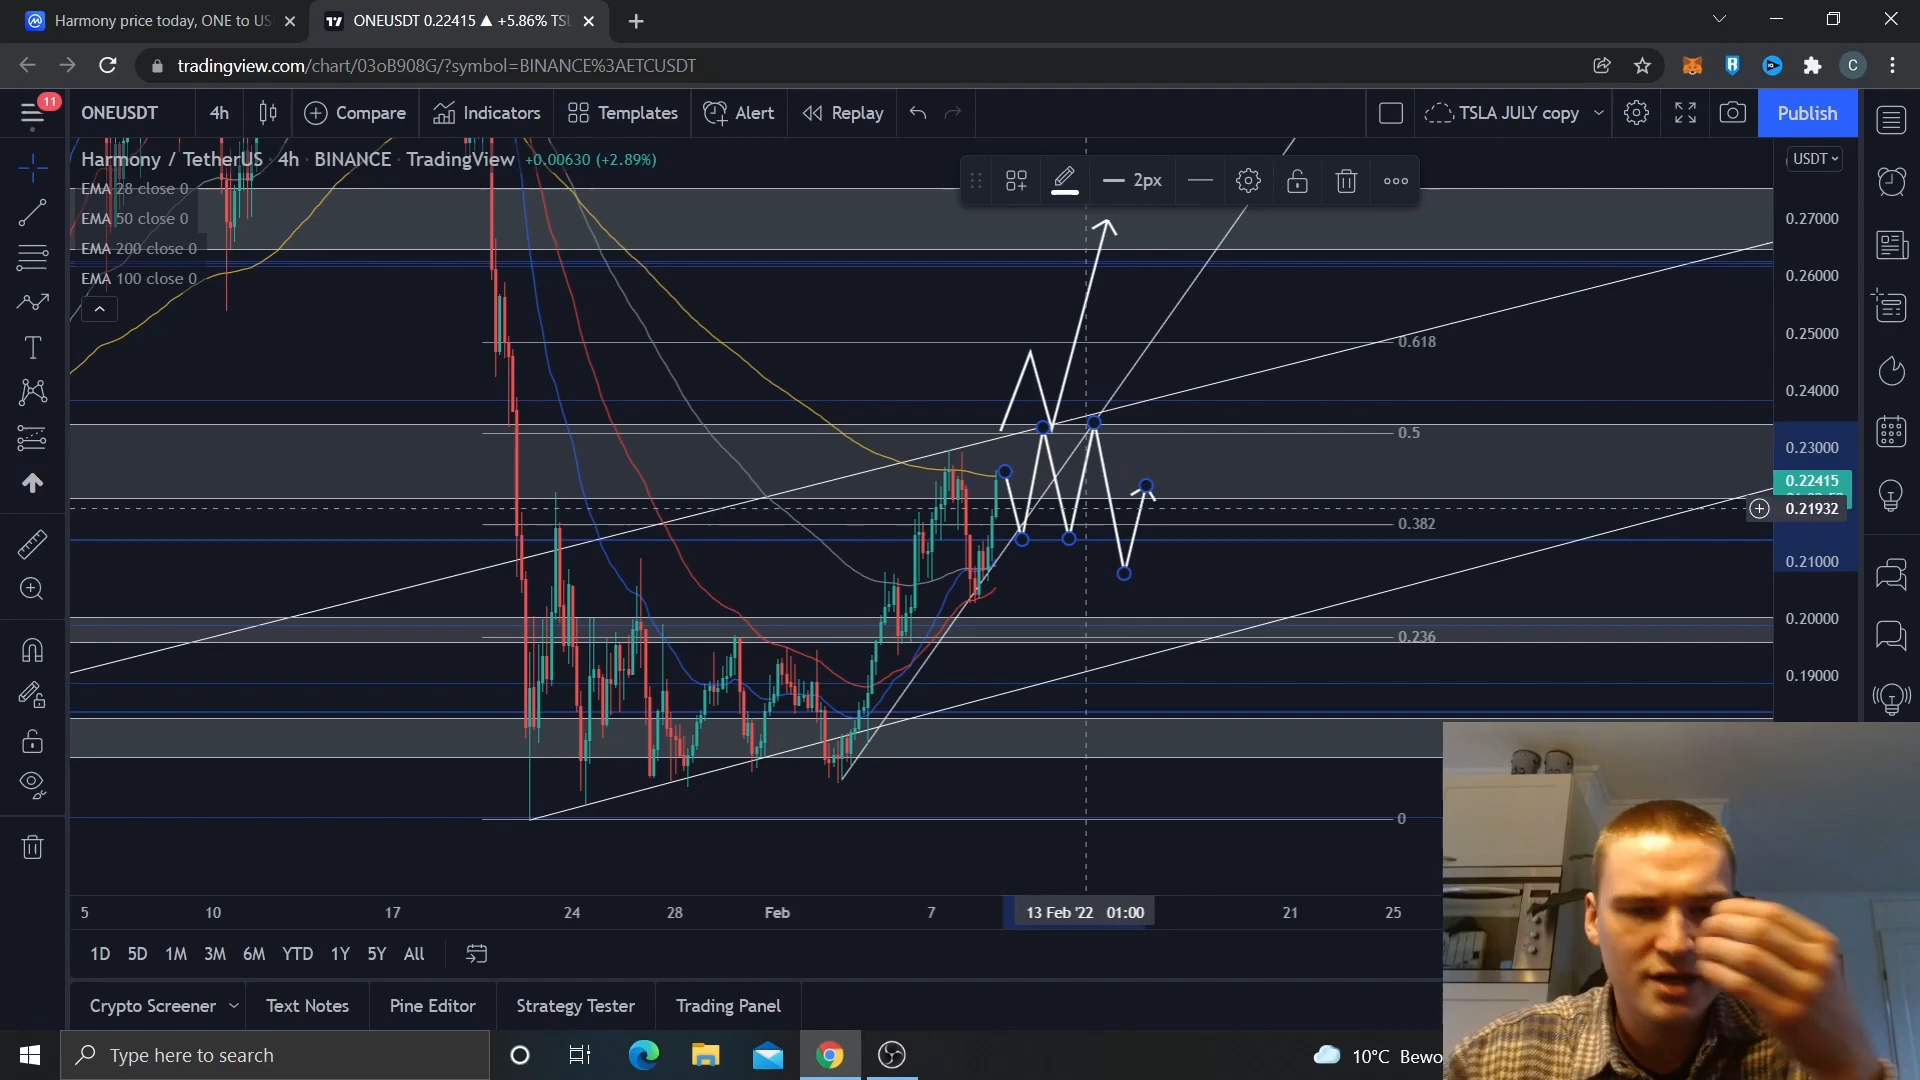 Harmony price today, ONE to US
ONEUSDT 0.22415 ▲ +5.86% TSL
tradingview.com/chart/03oB908G/?symbol=BINANCE%3AETCUSDT
C
11
ONEUSDT
4h
Compare
Indicators
Templates
Alert
Replay
TSLA JULY copy
Publish
Harmony / TetherUS · 4h · BINANCE · TradingView +0.00630 (+2.89%)
EMA 28 close 0
EMA 50 close 0
EMA 200 close 0
EMA 100 close 0
2px
USDT
0.27000
0.26000
0.25000
0.24000
0.23000
0.22415
0.21932
0.21000
0.20000
0.19000
0.618
0.5
0.382
0.236
0
5 10 17 24 28 Feb 7 13 Feb '22 01:00 21 25
1D 5D 1M 3M 6M YTD 1Y 5Y All
Crypto Screener
Text Notes
Pine Editor
Strategy Tester
Trading Panel
Type here to search
10°C Bewo